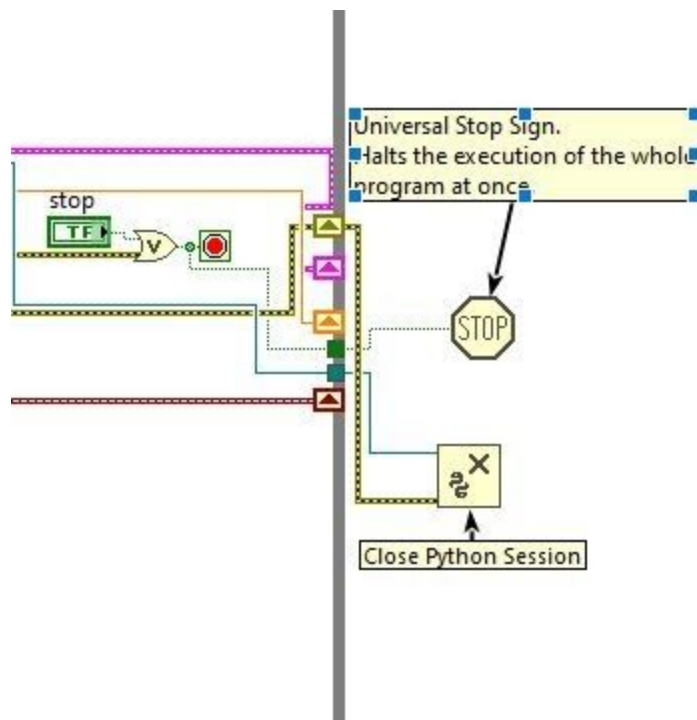 Universal Stop Sign.
Halts the execution of the whole
program at once
stop
TF
V
STOP
Close Python Session